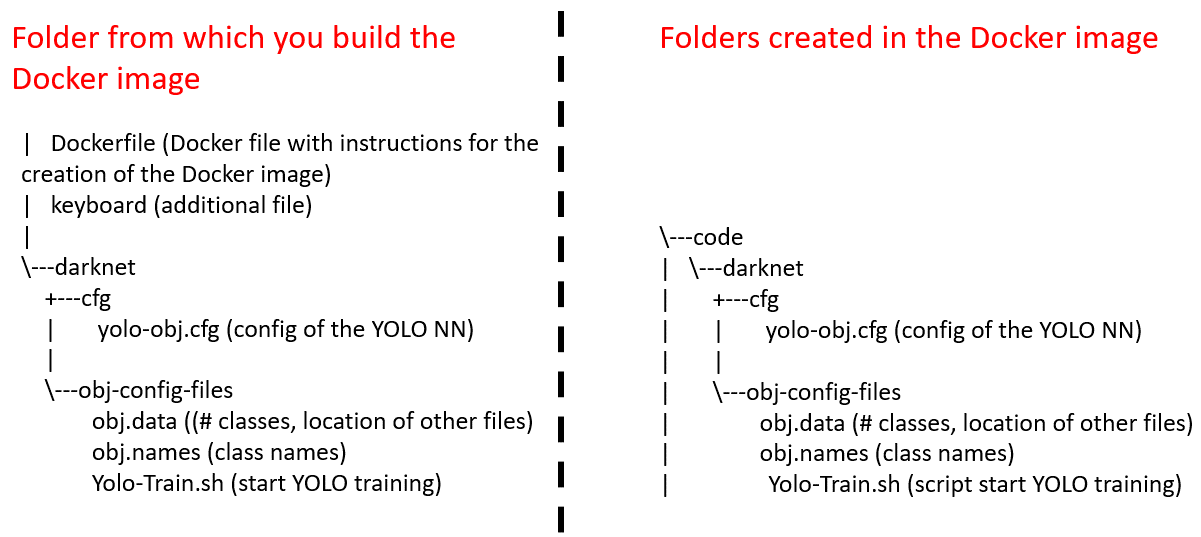 Folder from which you build the
Docker image
| Dockerfile (Docker file with instructions for the
creation of the Docker image)
| keyboard (additional file)
|
\---darknet
+---cfg
| yolo-obj.cfg (config of the YOLO NN)
|
\---obj-config-files
obj.data ((# classes, location of other files)
obj.names (class names)
Yolo-Train.sh (start YOLO training)
Folders created in the Docker image
\---code
| \---darknet
| +---cfg
| | yolo-obj.cfg (config of the YOLO NN)
| |
| \---obj-config-files
| obj.data (# classes, location of other files)
| obj.names (class names)
| Yolo-Train.sh (script start YOLO training)